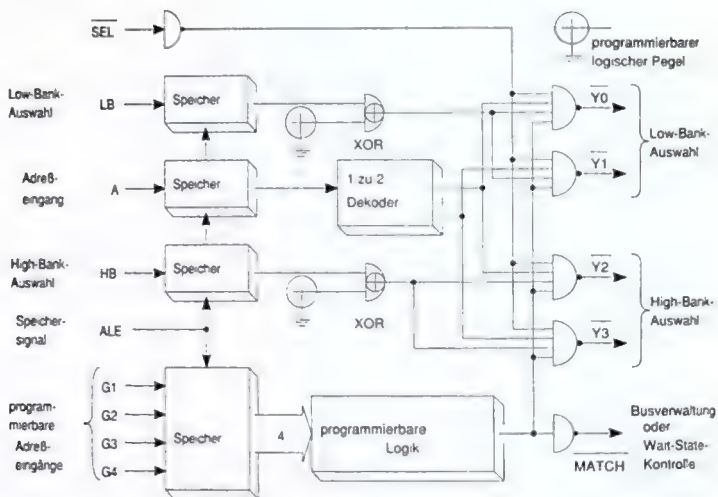 SEL
programmierbarer
logischer Pegel
Low-Bank-
Auswahl
LB
Speicher
XOR
Y0
Low-Bank-
Auswahl
Y1
Adreß-
eingang
A
Speicher
1 zu 2
Dekoder
High-Bank-
Auswahl
HB
Speicher
XOR
Y2
High-Bank-
Auswahl
Y3
Speicher-
signal
ALE
programm-
mierbare
Adreß-
eingänge
G1
G2
G3
G4
Speicher
4
programmierbare
Logik
MATCH
Busverwaltung
oder
Wart-State-
Kontrolle